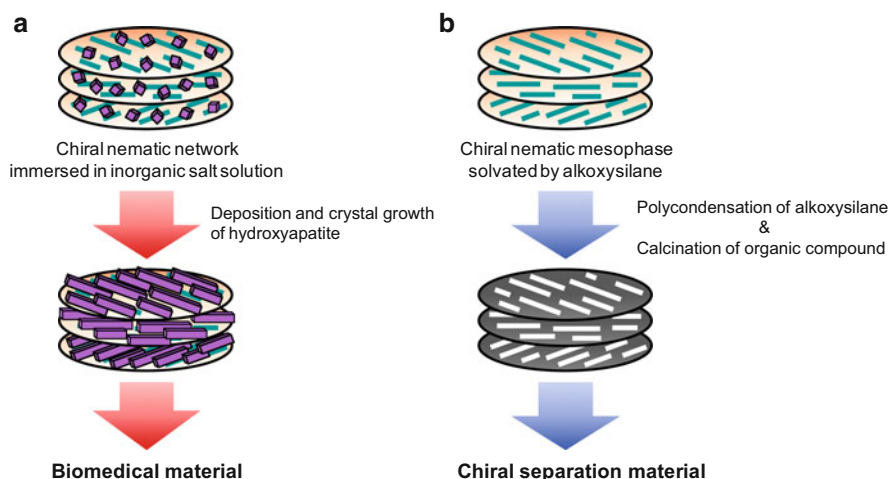 a
Chiral nematic network
immersed in inorganic salt solution
Deposition and crystal growth
of hydroxyapatite
Biomedical material
b
Chiral nematic mesophase
solvated by alkoxysilane
Polycondensation of alkoxysilane
&
Calcination of organic compound
Chiral separation material